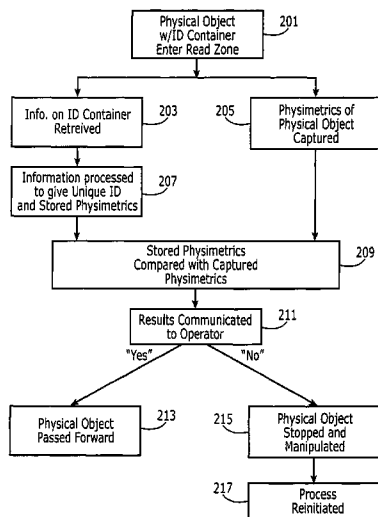 Physical Object
w/ID Container
Enter Read Zone
201
Info. on ID Container
Retreived
203
205
Physimetrics of
Physical Object
Captured
Information processed
to give Unique ID
and Stored Physimetrics
207
Stored Physimetrics
Compared with Captured
Physimetrics
209
Results Communicated
to Operator
211
"Yes"
"No"
Physical Object
Passed Forward
213
215
Physical Object
Stopped and
Manipulated
217
Process
Reinitiated